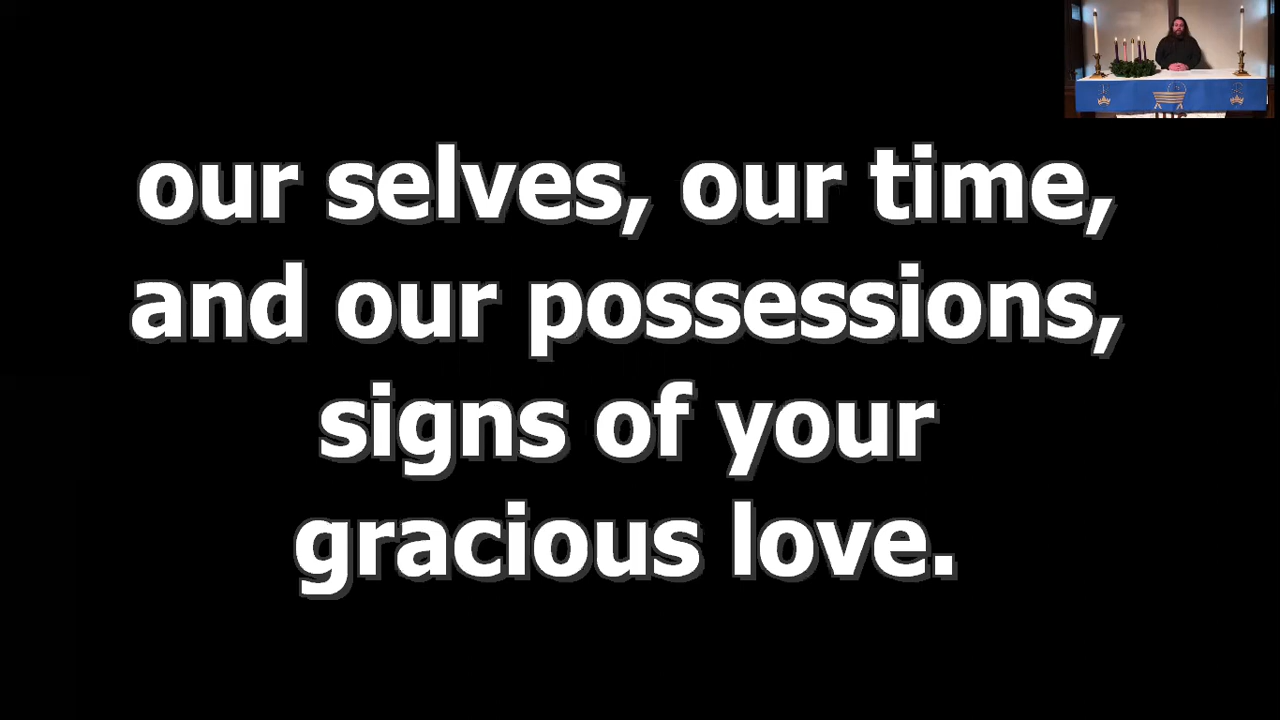 our selves, our time,
and our possessions,
signs of your
gracious love.